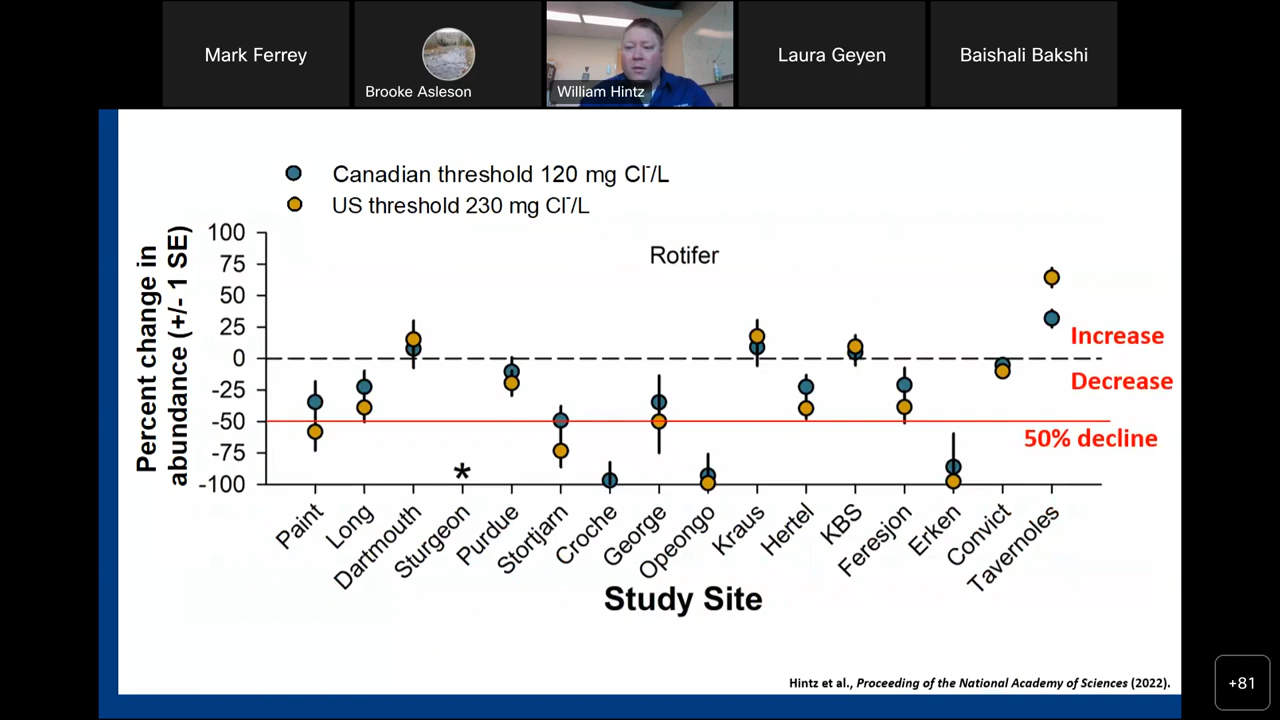 Mark Ferrey
Brooke Asleson
William Hintz
Laura Geyen
Baishali Bakshi
Canadian threshold 120 mg Cl⁻/L
US threshold 230 mg Cl⁻/L
Percent change in
abundance (+/- 1 SE)
100
75
50
25
0
-25
-50
-75
-100
Rotifer
Increase
Decrease
50% decline
*
Paint
Long
Dartmouth
Sturgeon
Purdue
Stortjarn
Croche
George
Opeongo
Kraus
Hertel
KBS
Feresjon
Erken
Convict
Tavernoles
Study Site
Hintz et al., Proceeding of the National Academy of Sciences (2022).
+81